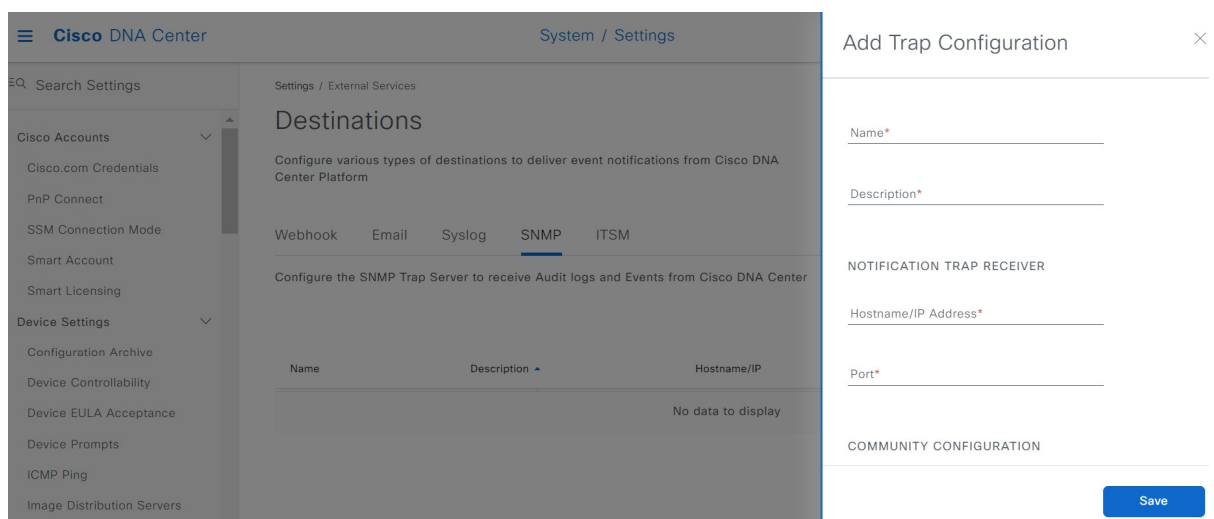 Cisco DNA Center
System / Settings
Search Settings
Cisco Accounts
Cisco.com Credentials
PnP Connect
SSM Connection Mode
Smart Account
Smart Licensing
Device Settings
Configuration Archive
Device Controllability
Device EULA Acceptance
Device Prompts
ICMP Ping
Image Distribution Servers
Settings / External Services
Destinations
Configure various types of destinations to deliver event notifications from Cisco DNA
Center Platform
Webhook Email Syslog SNMP ITSM
Configure the SNMP Trap Server to receive Audit logs and Events from Cisco DNA Center
Name Description Hostname/IP
No data to display
Add Trap Configuration
Name*
Description*
NOTIFICATION TRAP RECEIVER
Hostname/IP Address*
Port*
COMMUNITY CONFIGURATION
Save